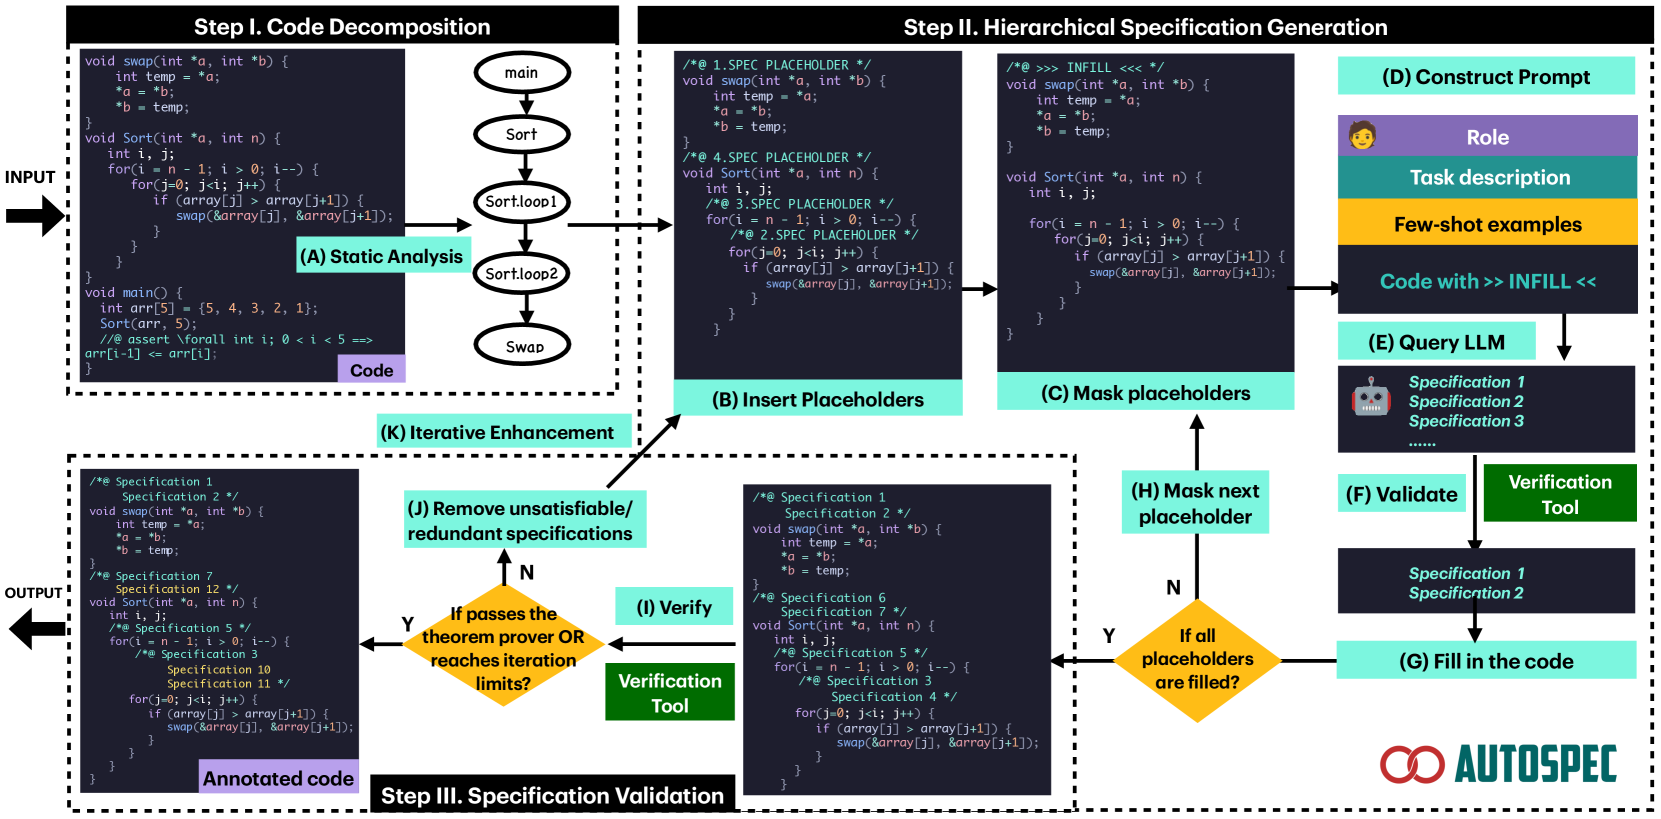 Step I. Code Decomposition
void swap(int *a, int *b) {
int temp = *a;
*a = *b;
*b = temp;
}
void Sort(int *a, int n) {
int i, j;
for(i = n - 1; i > 0; i--) {
for(j=0; j<i; j++) {
if (array[j] > array[j+1]) {
swap(&array[j], &array[j+1]);
}
}
}
}
void main() {
int arr[5] = {5, 4, 3, 2, 1};
Sort(arr, 5);
//@ assert \forall int i; 0 < i < 5 ==>
arr[i-1] <= arr[i];
}
Code
INPUT
(A) Static Analysis
main
Sort
Sort.loop1
Sort.loop2
Swap
Step II. Hierarchical Specification Generation
/*@ 1.SPEC PLACEHOLDER */
void swap(int *a, int *b) {
int temp = *a;
*a = *b;
*b = temp;
}
/*@ 4.SPEC PLACEHOLDER */
void Sort(int *a, int n) {
int i, j;
/*@ 3.SPEC PLACEHOLDER */
for(i = n - 1; i > 0; i--) {
/*@ 2.SPEC PLACEHOLDER */
for(j=0; j<i; j++) {
if (array[j] > array[j+1]) {
swap(&array[j], &array[j+1]);
}
}
}
(B) Insert Placeholders
/*@ >>> INFILL <<< */
void swap(int *a, int *b) {
int temp = *a;
*a = *b;
*b = temp;
}
void Sort(int *a, int n) {
int i, j;
for(i = n - 1; i > 0; i--) {
for(j=0; j<i; j++) {
if (array[j] > array[j+1]) {
swap(&array[j], &array[j+1]);
}
}
}
}
(C) Mask placeholders
(D) Construct Prompt
Role
Task description
Few-shot examples
Code with >> INFILL <<
(E) Query LLM
Specification 1
Specification 2
Specification 3
......
(F) Validate
Verification
Tool
Specification 1
Specification 2
(G) Fill in the code
If all
placeholders
are filled?
N
Y
(H) Mask next
placeholder
/*@ Specification 1
Specification 2 */
void swap(int *a, int *b) {
int temp = *a;
*a = *b;
*b = temp;
}
/*@ Specification 6
Specification 7 */
void Sort(int *a, int n) {
int i, j;
/*@ Specification 5 */
for(i = n - 1; i > 0; i--) {
/*@ Specification 3
Specification 4 */
for(j=0; j<i; j++) {
if (array[j] > array[j+1]) {
swap(&array[j], &array[j+1]);
}
}
}
(I) Verify
Verification
Tool
If passes the
theorem prover OR
reaches iteration
limits?
N
Y
(J) Remove unsatisfiable/
redundant specifications
(K) Iterative Enhancement
/*@ Specification 1
Specification 2 */
void swap(int *a, int *b) {
int temp = *a;
*a = *b;
*b = temp;
}
/*@ Specification 7
Specification 12 */
void Sort(int *a, int n) {
int i, j;
/*@ Specification 5 */
for(i = n - 1; i > 0; i--) {
/*@ Specification 3
Specification 10
Specification 11 */
for(j=0; j<i; j++) {
if (array[j] > array[j+1]) {
swap(&array[j], &array[j+1]);
}
}
}
}
Annotated code
OUTPUT
Step III. Specification Validation
AUTOSPEC